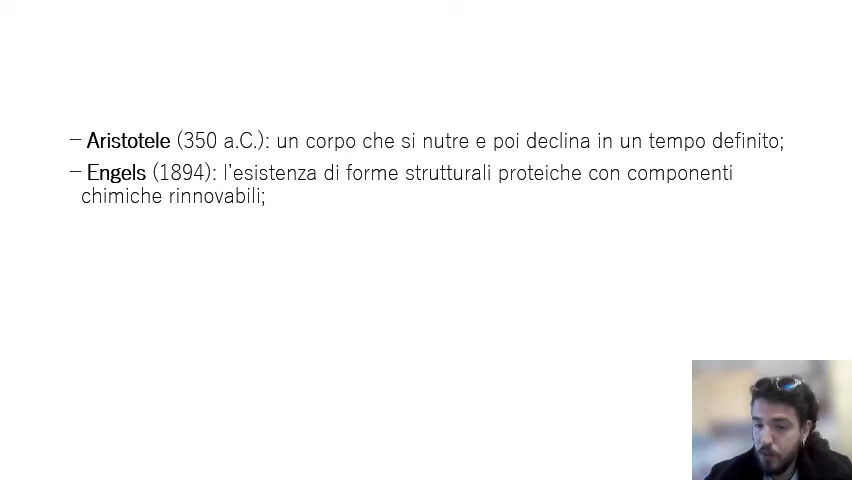 – Aristotele (350 a.C.): un corpo che si nutre e poi declina in un tempo definito;
– Engels (1894): l'esistenza di forme strutturali proteiche con componenti
chimiche rinnovabili;